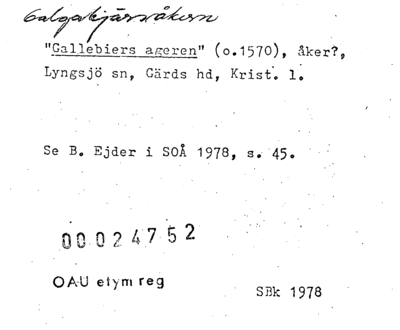 Galgakjärrsåkern
"Gallebiers ageren" (o.1570), åker?,
Lyngsjö sn, Gärds hd, Krist. l.
Se B. Ejder i SOÅ 1978, s. 45.
00024752
OAU etym reg
SBk 1978